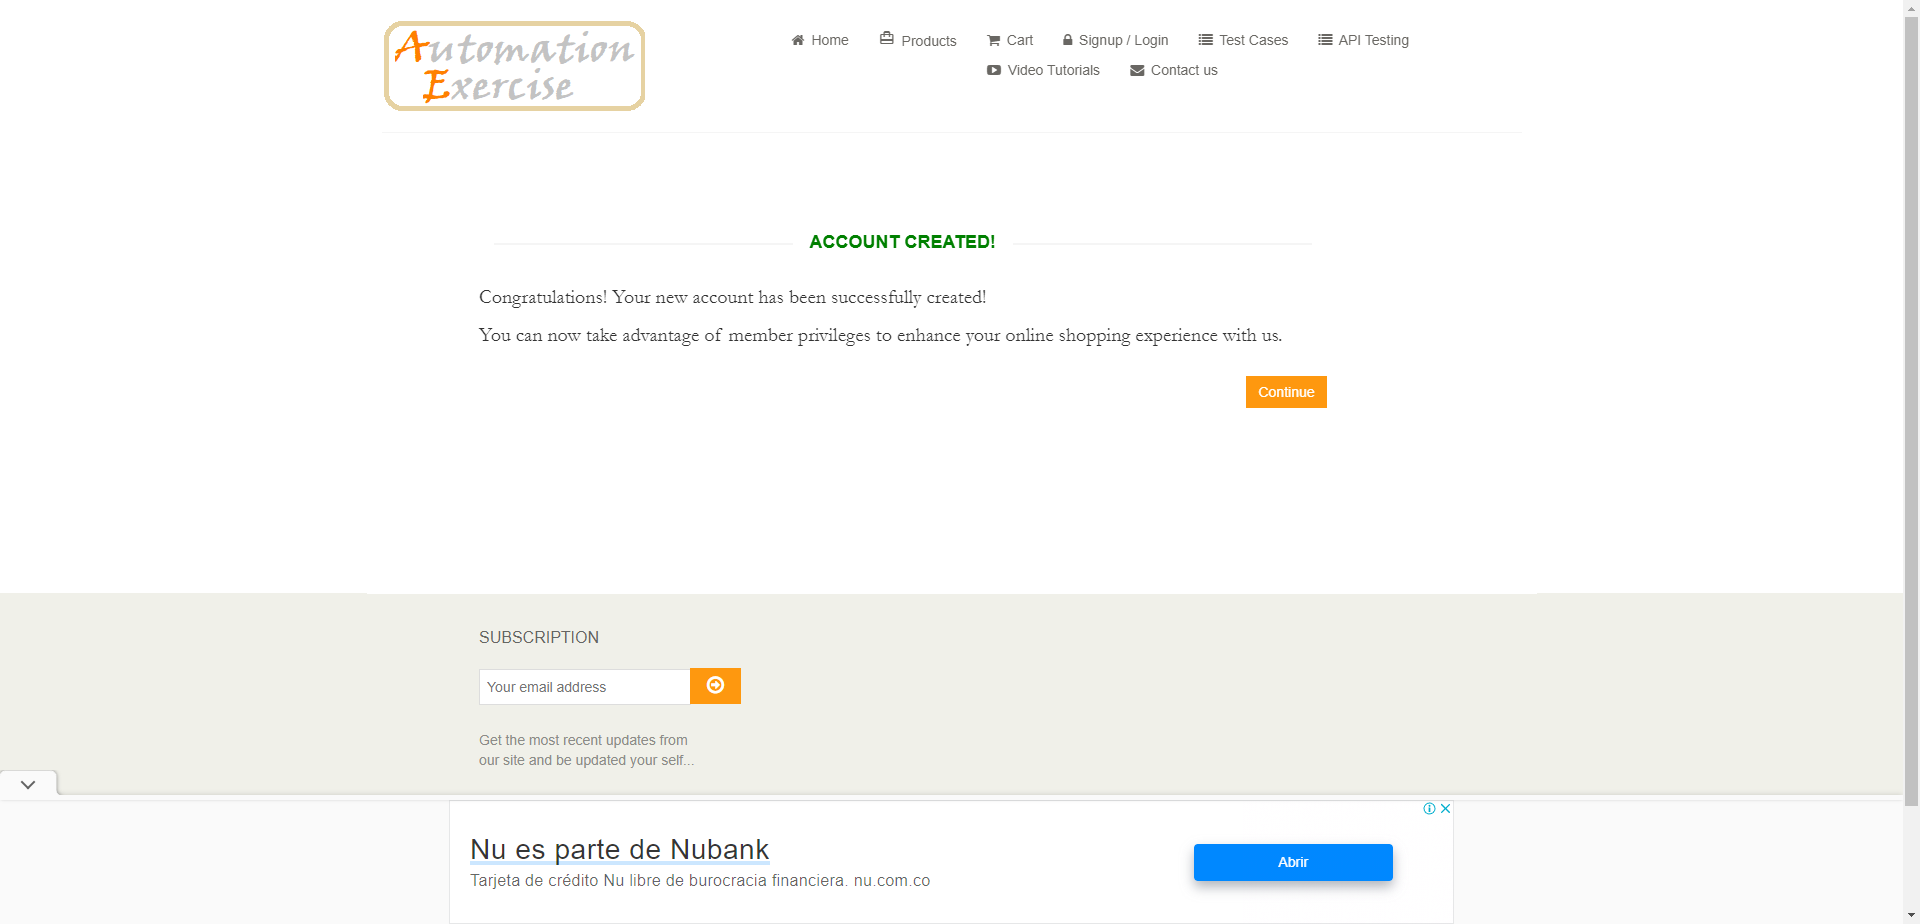 Automation
Exercise
Home
Products
Cart
Signup / Login
Test Cases
API Testing
Video Tutorials
Contact us
ACCOUNT CREATED!
Congratulations! Your new account has been successfully created!
You can now take advantage of member privileges to enhance your online shopping experience with us.
Continue
SUBSCRIPTION
Your email address
Get the most recent updates from
our site and be updated your self...
Nu es parte de Nubank
Tarjeta de crédito Nu libre de burocracia financiera. nu.com.co
Abrir